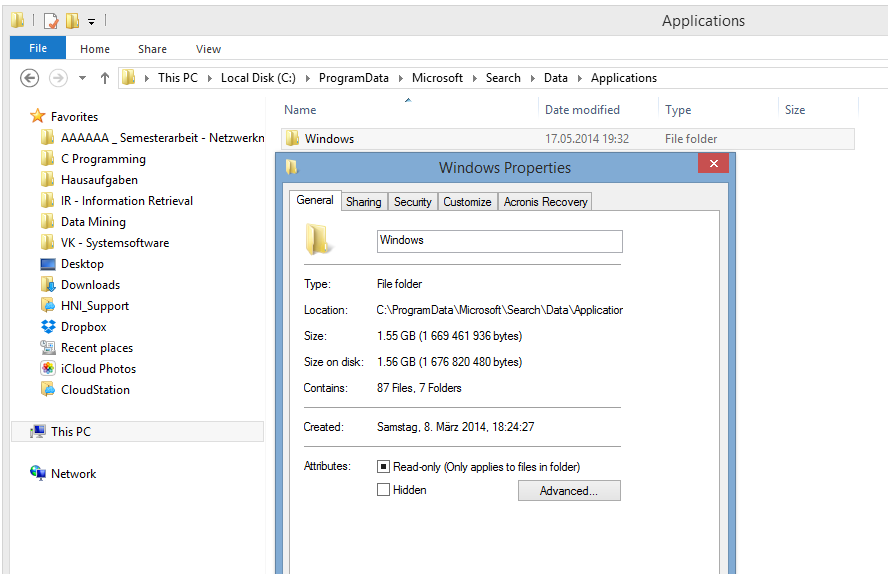 Applications
File Home Share View
This PC Local Disk (C:) ProgramData Microsoft Search Data Applications
Name Date modified Type Size
Favorites
AAAAAA _ Semesterarbeit - Netzwerkn
C Programming
Hausaufgaben
IR - Information Retrieval
Data Mining
VK - Systemsoftware
Desktop
Downloads
HNI_Support
Dropbox
Recent places
iCloud Photos
CloudStation
This PC
Network
Windows 17.05.2014 19:32 File folder
Windows Properties
General Sharing Security Customize Acronis Recovery
Windows
Type: File folder
Location: C:\ProgramData\Microsoft\Search\Data\Application
Size: 1.55 GB (1 669 461 936 bytes)
Size on disk: 1.56 GB (1 676 820 480 bytes)
Contains: 87 Files, 7 Folders
Created: Samstag, 8. März 2014, 18:24:27
Attributes: Read-only (Only applies to files in folder)
Hidden Advanced...